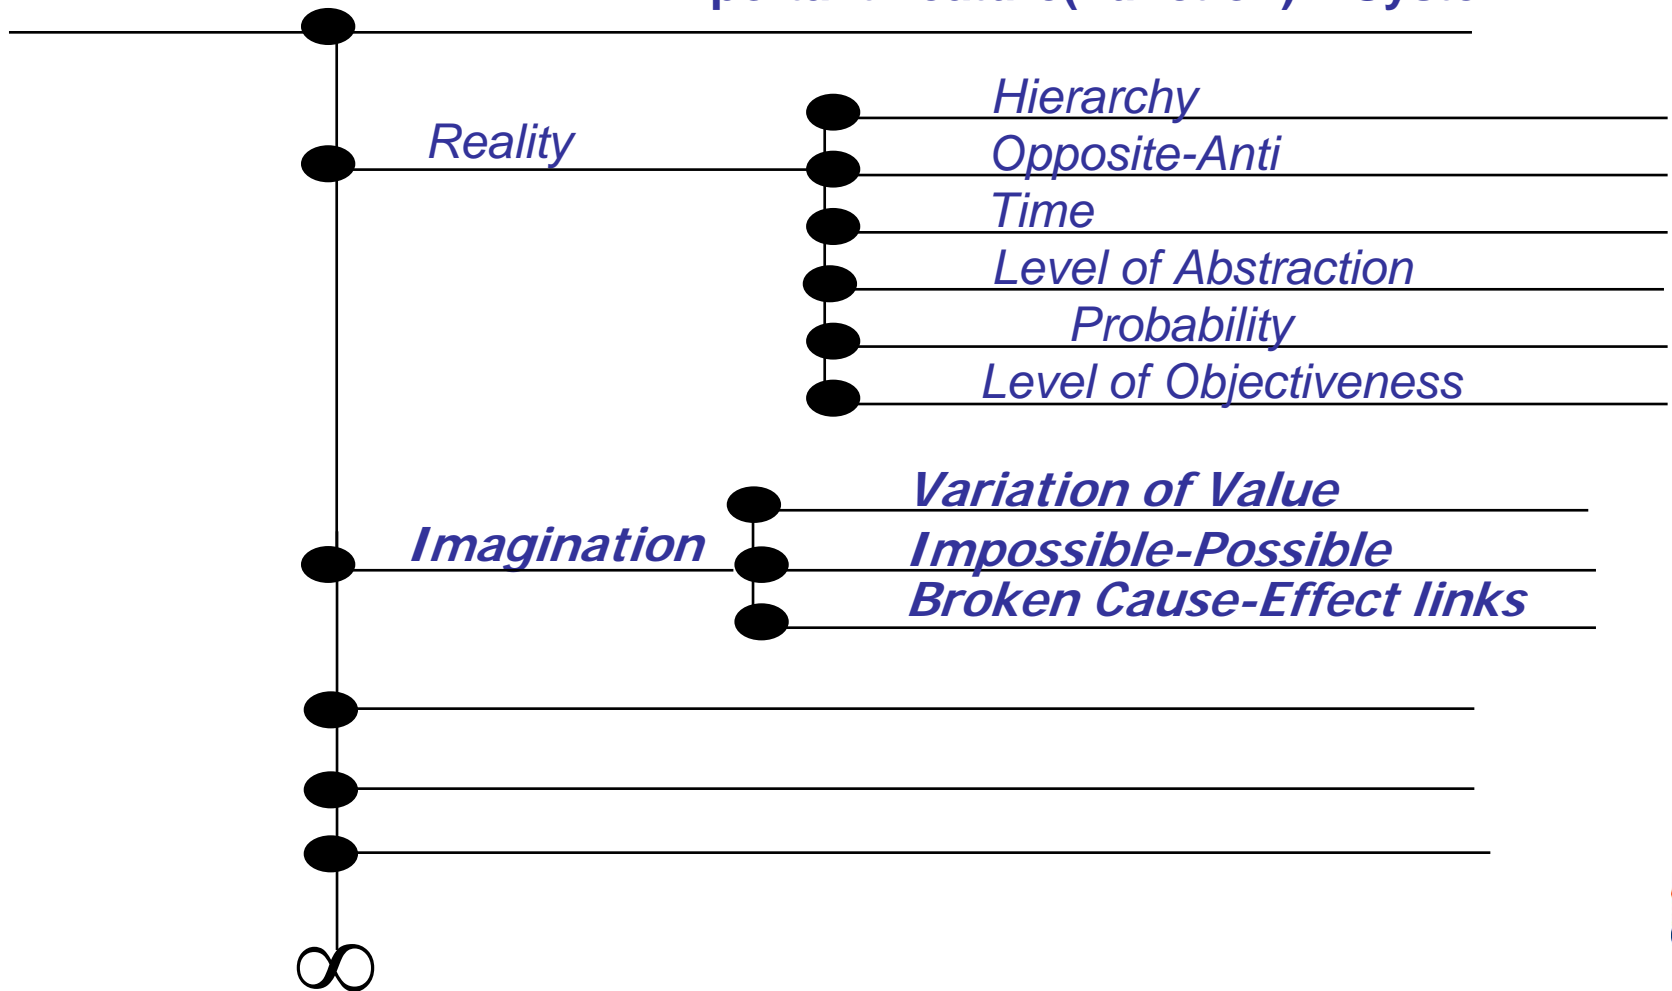 Reality
Hierarchy
Opposite-Anti
Time
Level of Abstraction
Probability
Level of Objectiveness
Imagination
Variation of Value
Impossible-Possible
Broken Cause-Effect links
∞